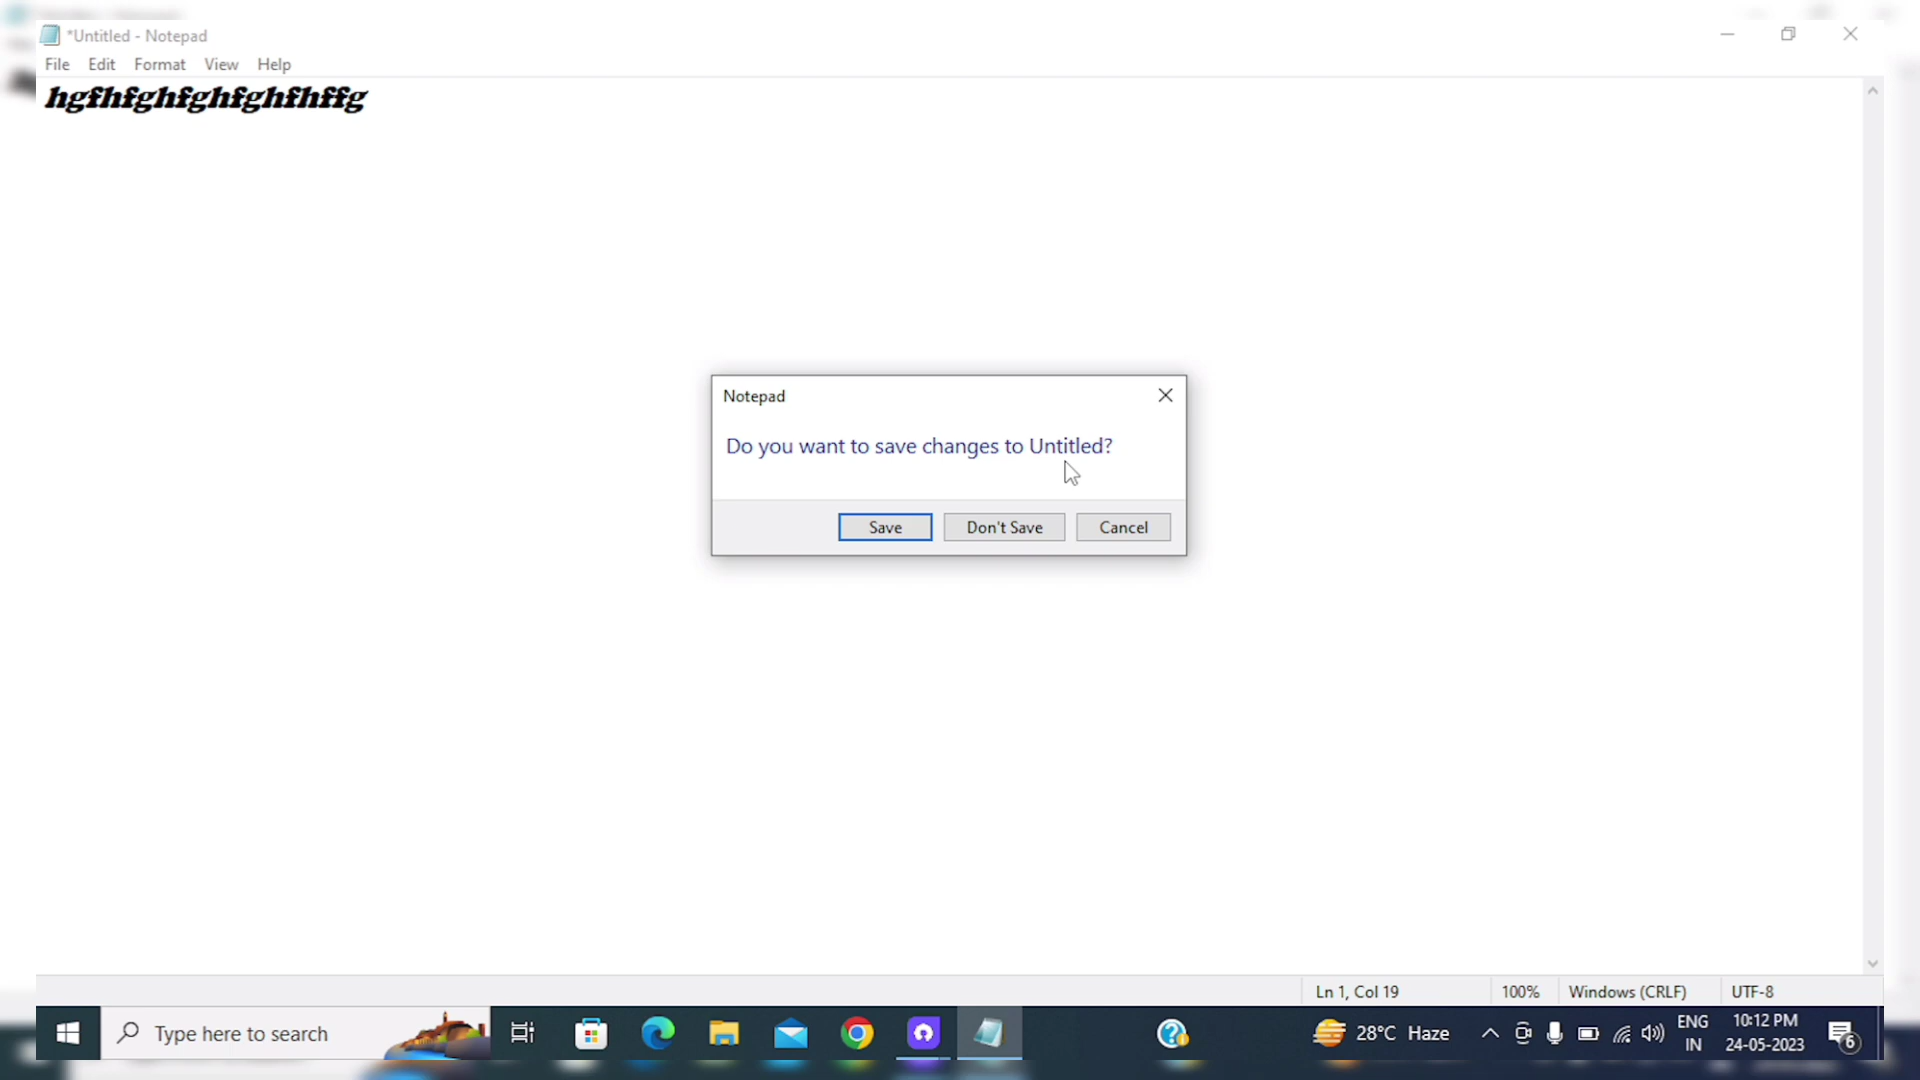 *Untitled - Notepad
File Edit Format View Help
hgfhfghfghfghfhffg
Notepad
Do you want to save changes to Untitled?
Save Don't Save Cancel
Ln 1, Col 19 100% Windows (CRLF) UTF-8
Type here to search
28°C Haze
ENG
IN
10:12 PM
24-05-2023
6